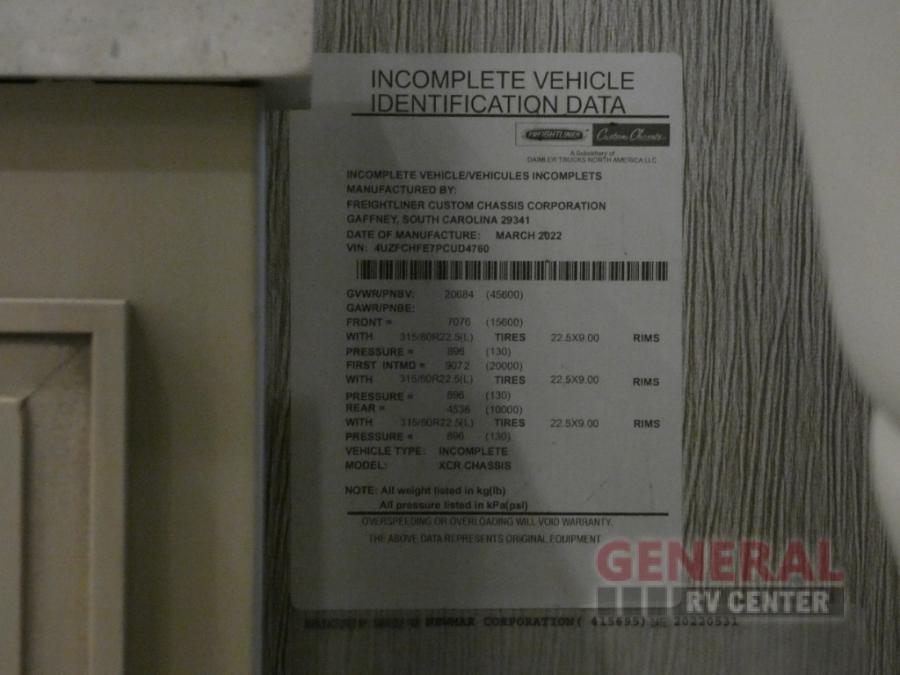 INCOMPLETE VEHICLE
IDENTIFICATION DATA
FREIGHTLINER Custom Chassis
A Subsidiary of
DAIMLER TRUCKS NORTH AMERICA LLC
INCOMPLETE VEHICLE/VEHICULES INCOMPLETS
MANUFACTURED BY:
FREIGHTLINER CUSTOM CHASSIS CORPORATION
GAFFNEY, SOUTH CAROLINA 29341
DATE OF MANUFACTURE: MARCH 2022
VIN: 4UZFCHFE7PCUD4760
GVWR/PNBV: 20684 (45600)
GAWR/PNBE:
FRONT = 7076 (15600)
WITH 315/80R22.5(L) TIRES 22.5X9.00 RIMS
PRESSURE = 896 (130)
FIRST INTMD = 9072 (20000)
WITH 315/80R22.5(L) TIRES 22.5X9.00 RIMS
PRESSURE = 896 (130)
REAR = 4536 (10000)
WITH 315/80R22.5(L) TIRES 22.5X9.00 RIMS
PRESSURE = 896 (130)
VEHICLE TYPE: INCOMPLETE
MODEL: XCR CHASSIS
NOTE: All weight listed in kg(lb)
All pressure listed in kPa(psi)
OVERSPEEDING OR OVERLOADING WILL VOID WARRANTY.
THE ABOVE DATA REPRESENTS ORIGINAL EQUIPMENT
GENERAL
RV CENTER
NEWMAR CORPORATION( 415695) 20220531